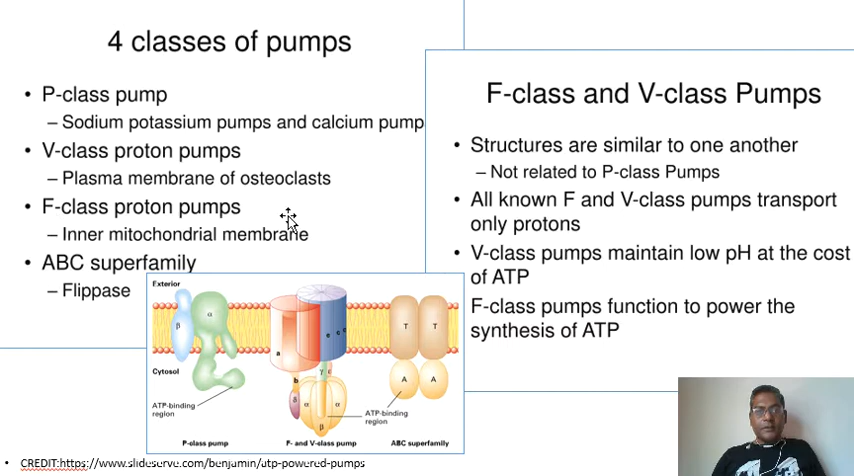 4 classes of pumps
• P-class pump
– Sodium potassium pumps and calcium pump
• V-class proton pumps
– Plasma membrane of osteoclasts
• F-class proton pumps
– Inner mitochondrial membrane
• ABC superfamily
– Flippase
F-class and V-class Pumps
• Structures are similar to one another
– Not related to P-class Pumps
• All known F and V-class pumps transport
only protons
• V-class pumps maintain low pH at the cost
of ATP
F-class pumps function to power the
synthesis of ATP
Exterior
β
α
a
e
c
c
T
T
Cytosol
γ
ε
b
δ
α
α
β
A
A
ATP-binding
region
ATP-binding
region
P-class pump
F- and V-class pump
ABC superfamily
• CREDIT:https://www.slideserve.com/benjamin/atp-powered-pumps